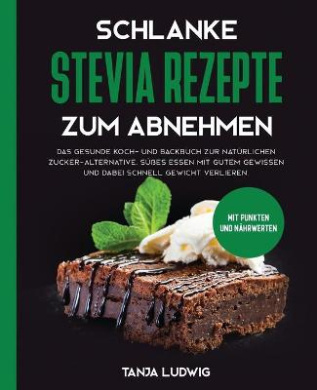 SCHLANKE
STEVIA REZEPTE
ZUM ABNEHMEN
DAS GESUNDE KOCH- UND BACKBUCH ZUR NATÜRLICHEN
ZUCKER-ALTERNATIVE. SÜßES ESSEN MIT GUTEM GEWISSEN
UND DABEI SCHNELL GEWICHT VERLIEREN
MIT PUNKTEN
UND NÄHRWERTEN
TANJA LUDWIG